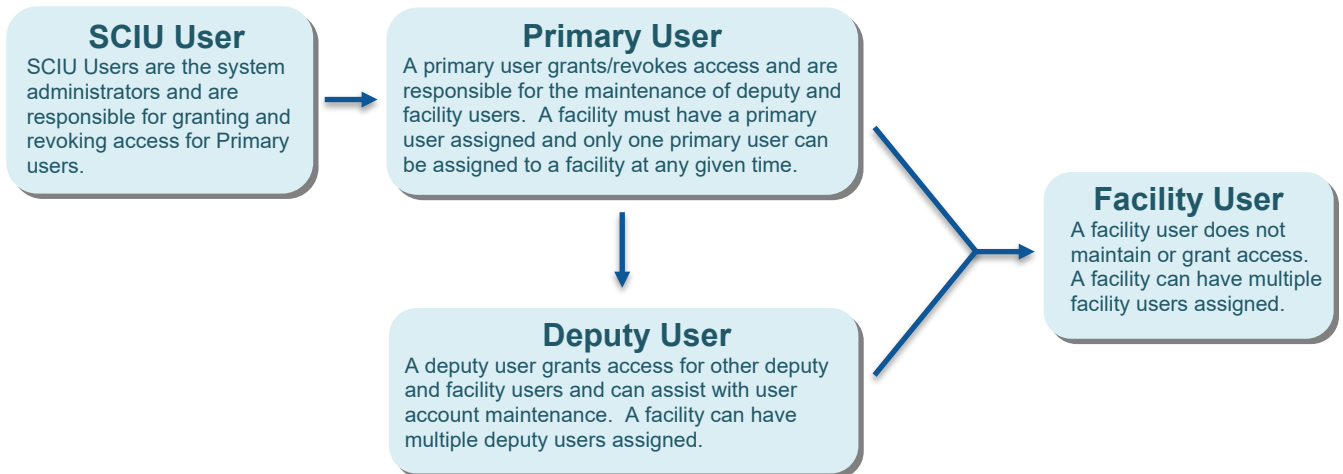 SCIU User
SCIU Users are the system
administrators and are
responsible for granting and
revoking access for Primary
users.
Primary User
A primary user grants/revokes access and are
responsible for the maintenance of deputy and
facility users.  A facility must have a primary
user assigned and only one primary user can
be assigned to a facility at any given time.
Deputy User
A deputy user grants access for other deputy
and facility users and can assist with user
account maintenance.  A facility can have
multiple deputy users assigned.
Facility User
A facility user does not
maintain or grant access.
A facility can have multiple
facility users assigned.